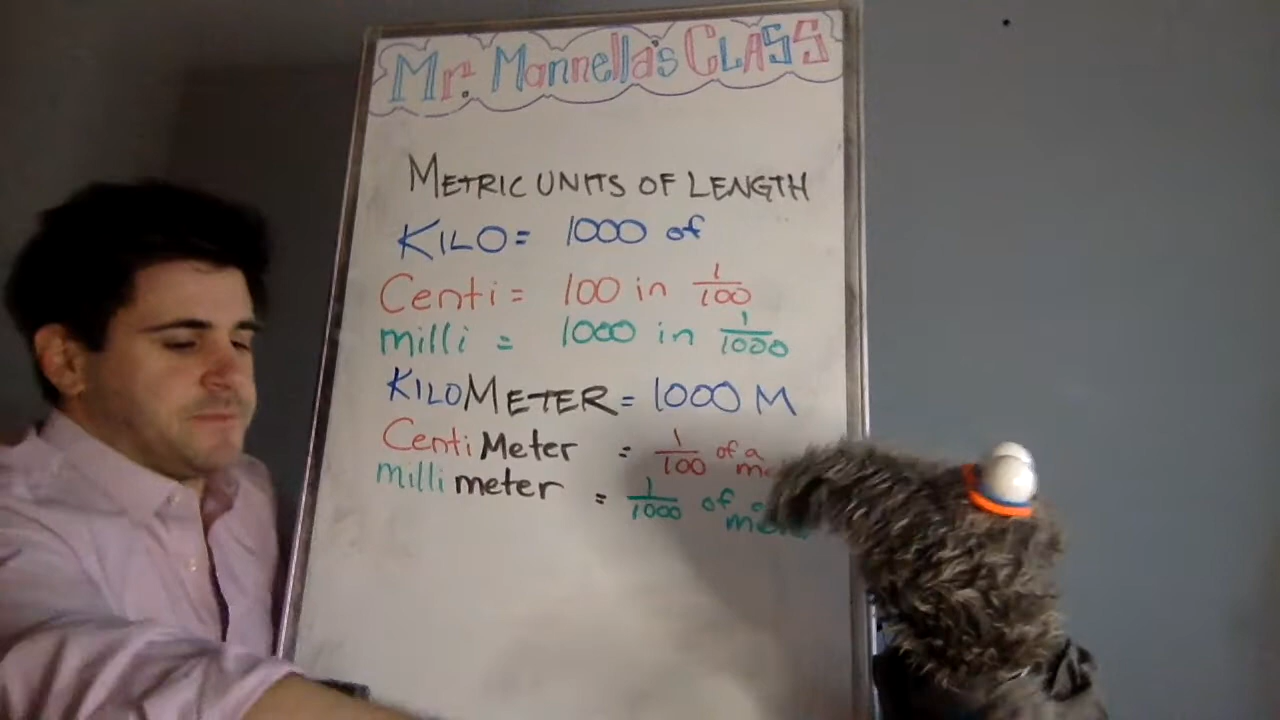 Mr. Mannella's CLASS
METRIC UNITS OF LENGTH
KILO = 1000 of
Centi = 100 in 1/100
milli = 1000 in 1/1000
KILOMETER = 1000 M
CentiMeter = 1/100 of a
millimeter = 1/1000 of